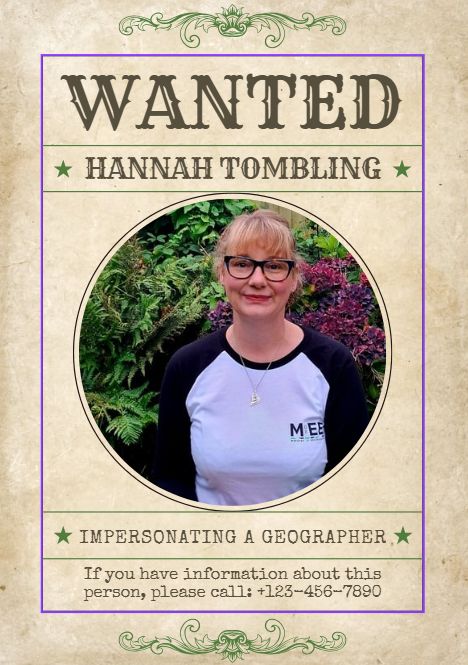 WANTED
HANNAH TOMBLING
IMPERSONATING A GEOGRAPHER
If you have information about this
person, please call: +123-456-7890